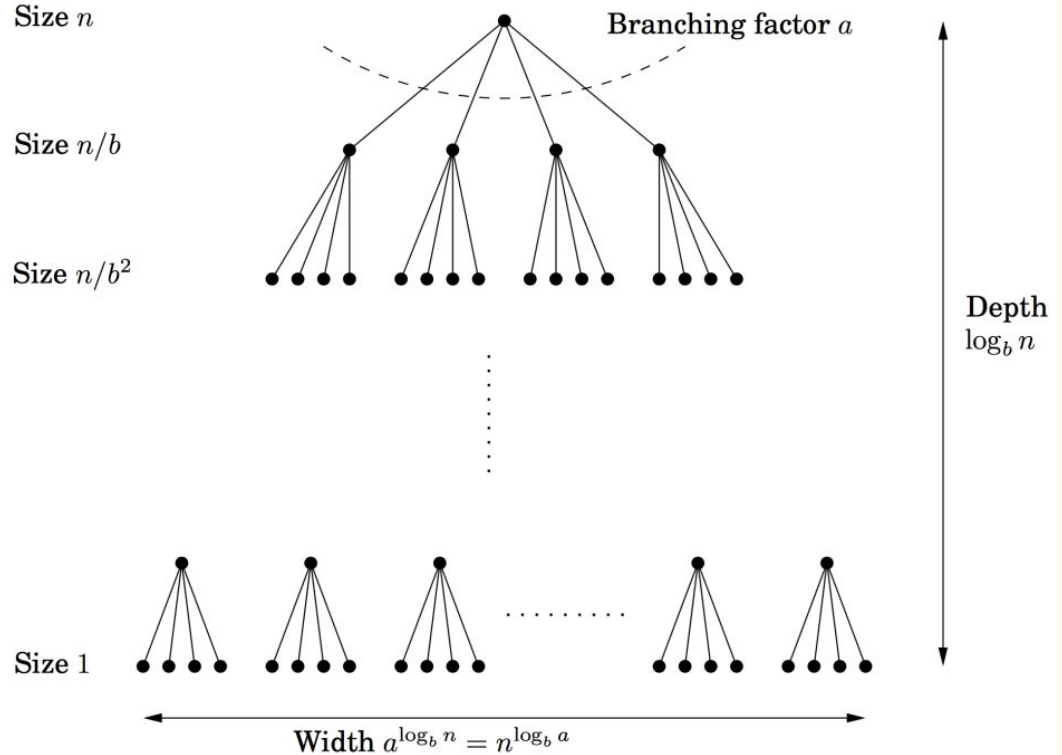 Size n
Branching factor a
Size n/b
Size n/b²
Depth
log_b n
Size 1
Width a^{log_b n} = n^{log_b a}